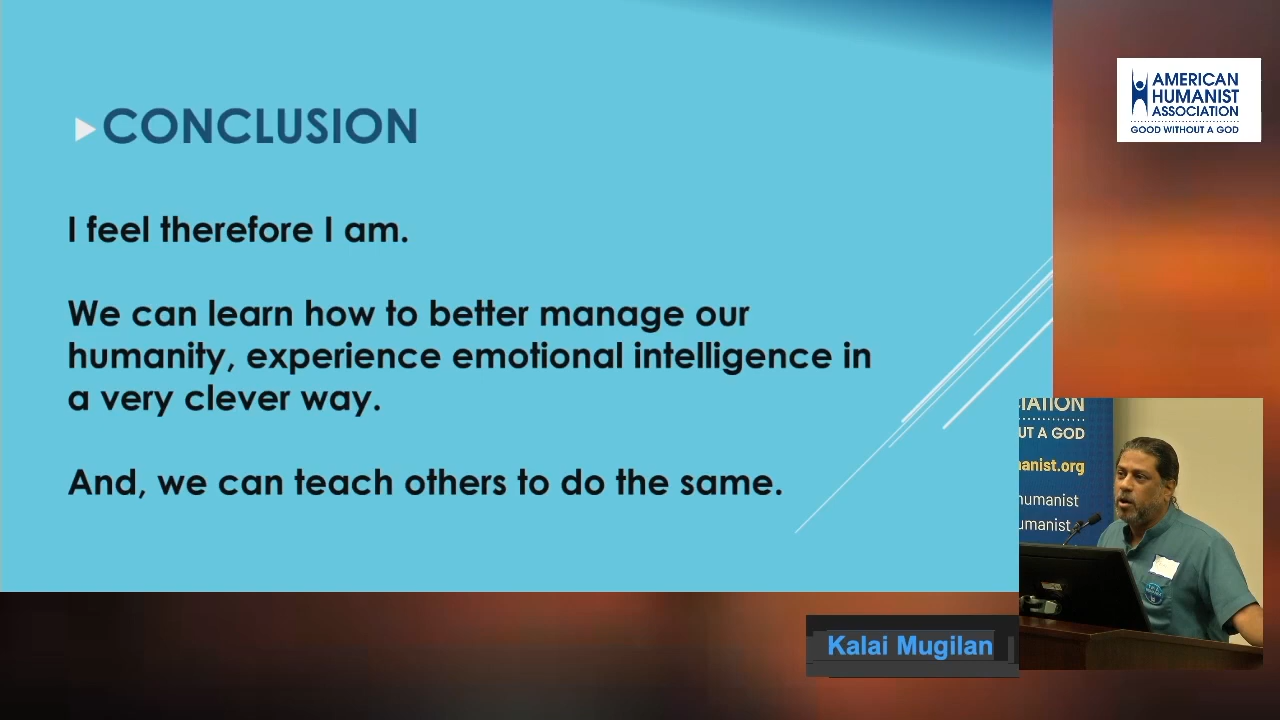 CONCLUSION
I feel therefore I am.
We can learn how to better manage our
humanity, experience emotional intelligence in
a very clever way.
And, we can teach others to do the same.
AMERICAN
HUMANIST
ASSOCIATION
GOOD WITHOUT A GOD
IATION
UT A GOD
anist.org
humanist
umanist
Kalai Mugilan